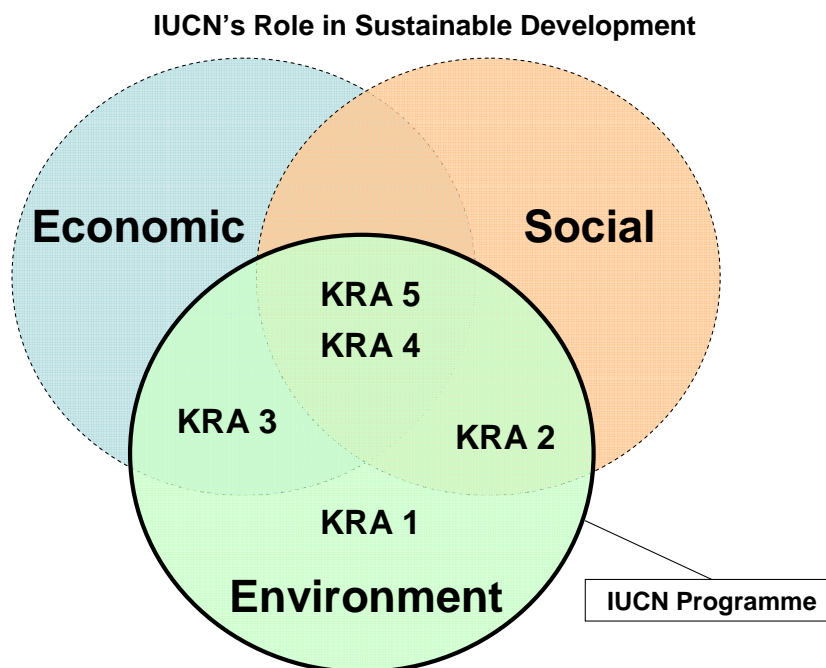 IUCN's Role in Sustainable Development
Economic
Social
KRA 5
KRA 4
KRA 3
KRA 2
KRA 1
Environment
IUCN Programme